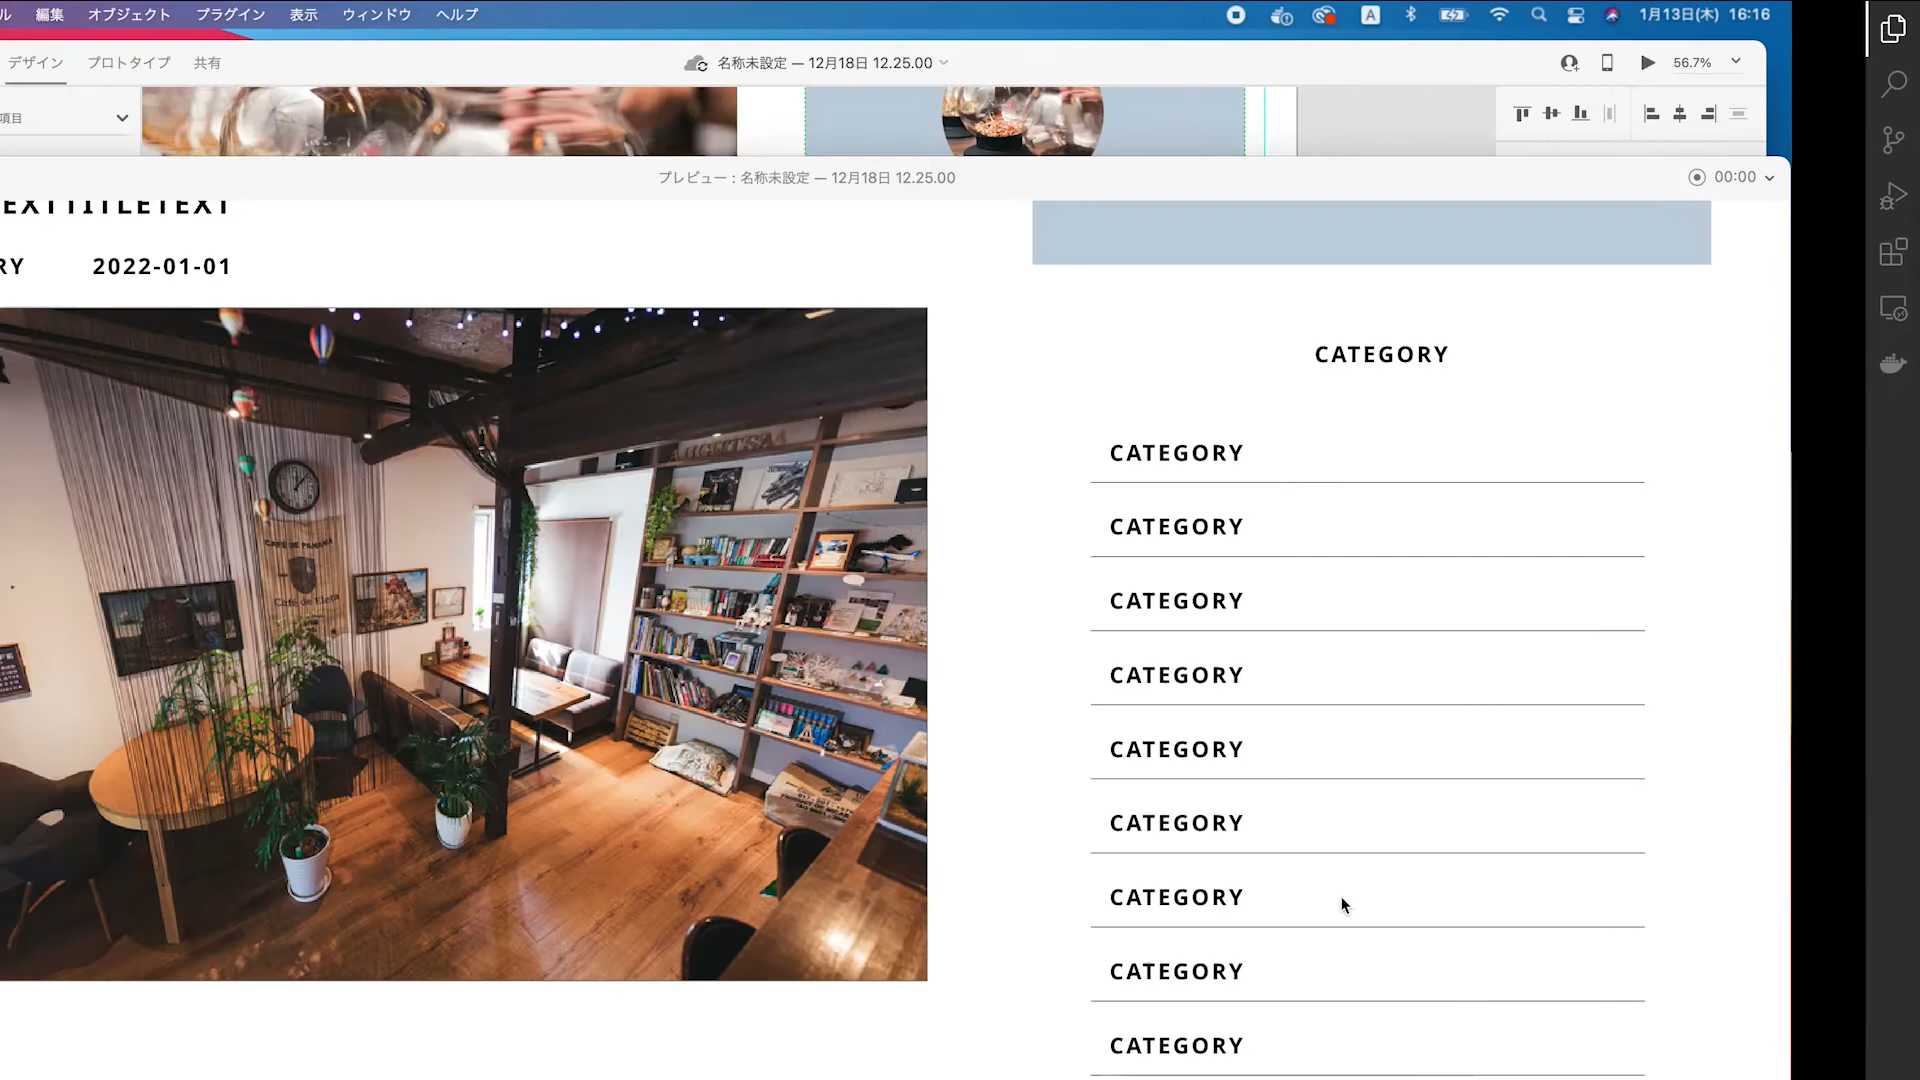 ル 編集 オブジェクト プラグイン 表示 ウィンドウ ヘルプ A 1月13日(木) 16:16
デザイン プロトタイプ 共有 名称未設定 — 12月18日 12.25.00 56.7%
項目
プレビュー : 名称未設定 — 12月18日 12.25.00 00:00
EXTTITLETEXT
RY 2022-01-01
CATEGORY
CATEGORY
CATEGORY
CATEGORY
CATEGORY
CATEGORY
CATEGORY
CATEGORY
CATEGORY
CATEGORY
CAFÉ DE PANAMA